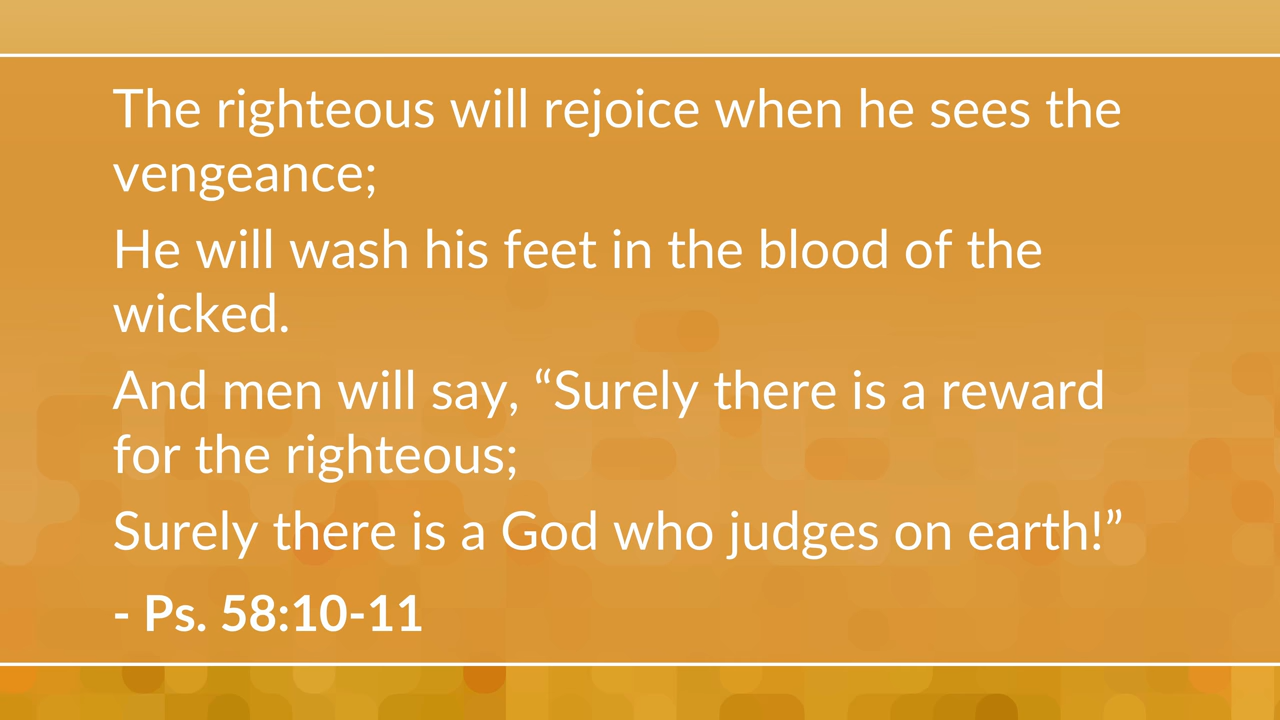 The righteous will rejoice when he sees the
vengeance;
He will wash his feet in the blood of the
wicked.
And men will say, “Surely there is a reward
for the righteous;
Surely there is a God who judges on earth!”
- Ps. 58:10-11